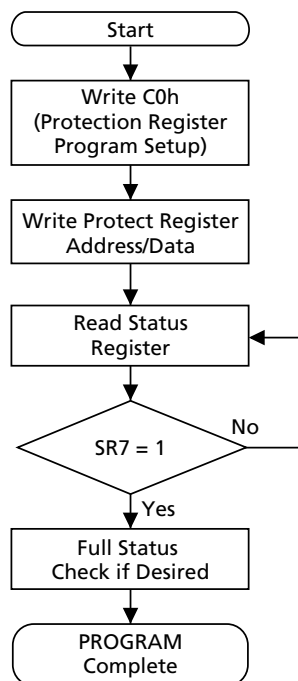 Start
Write C0h
(Protection Register
Program Setup)
Write Protect Register
Address/Data
Read Status
Register
SR7 = 1
No
Yes
Full Status
Check if Desired
PROGRAM
Complete